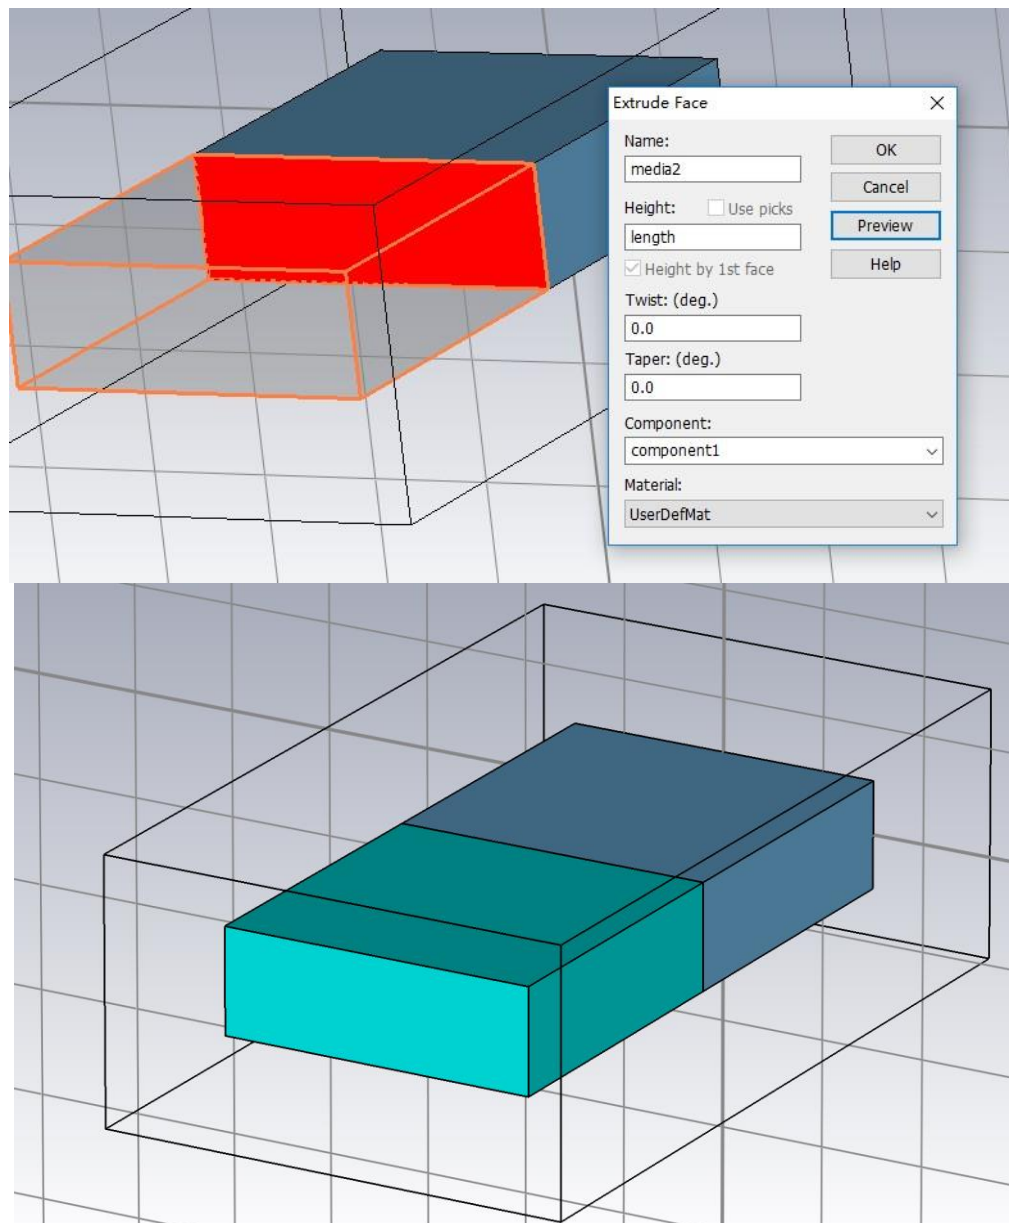 Extrude Face
Name:
media2
OK
Cancel
Height:
Use picks
Preview
length
Help
Height by 1st face
Twist: (deg.)
0.0
Taper: (deg.)
0.0
Component:
component1
Material:
UserDefMat